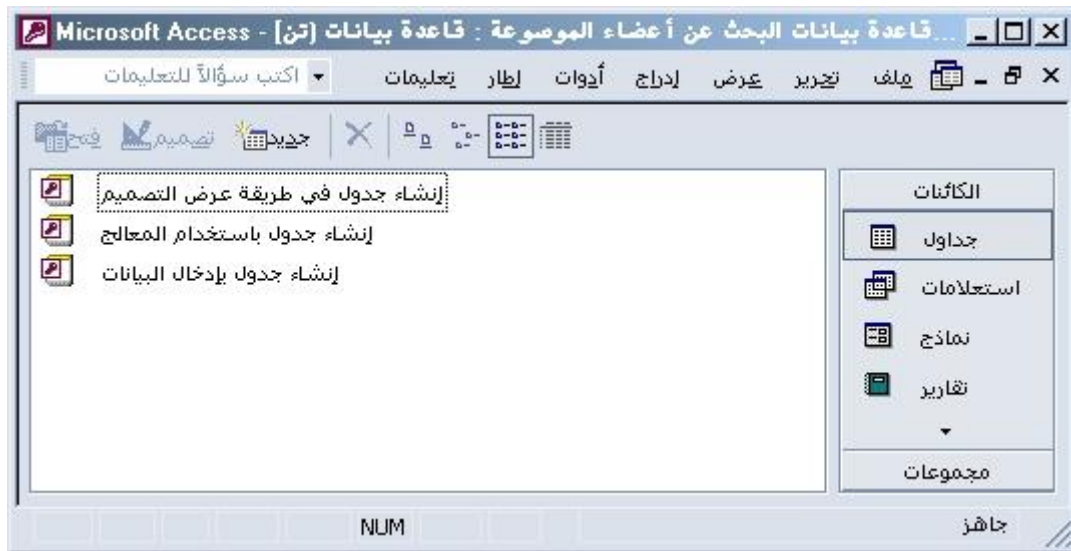 Microsoft Access - [قاعدة بيانات البحث عن أعضاء الموسوعة : قاعدة بيانات (تن...
ملف تحرير عرض إدراج أدوات إطار تعليمات اكتب سؤالاً للتعليمات
فتح تصميم جديد
الكائنات
جداول
استعلامات
نماذج
تقارير
مجموعات
إنشاء جدول في طريقة عرض التصميم
إنشاء جدول باستخدام المعالج
إنشاء جدول بإدخال البيانات
جاهز NUM